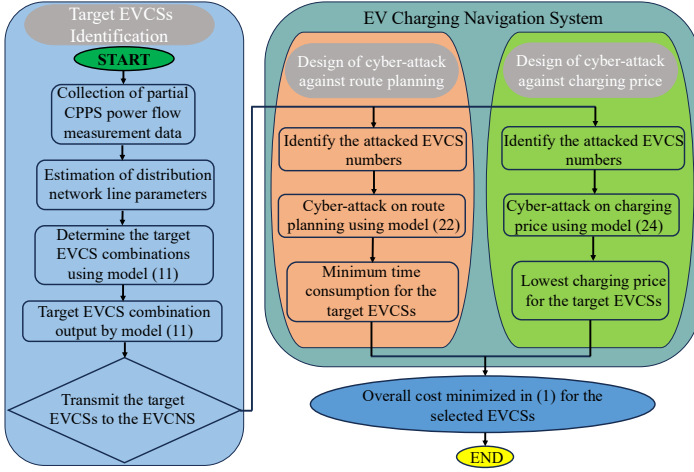 Target EVCSs
Identification
START
Collection of partial
CPPS power flow
measurement data
Estimation of distribution
network line parameters
Determine the target
EVCS combinations
using model (11)
Target EVCS combination
output by model (11)
Transmit the target
EVCSs to the EVCNS
EV Charging Navigation System
Design of cyber-attack
against route planning
Identify the attacked EVCS
numbers
Cyber-attack on route
planning using model (22)
Minimum time
consumption for the
target EVCSs
Design of cyber-attack
against charging price
Identify the attacked EVCS
numbers
Cyber-attack on charging
price using model (24)
Lowest charging price
for the target EVCSs
Overall cost minimized in (1) for the
selected EVCSs
END